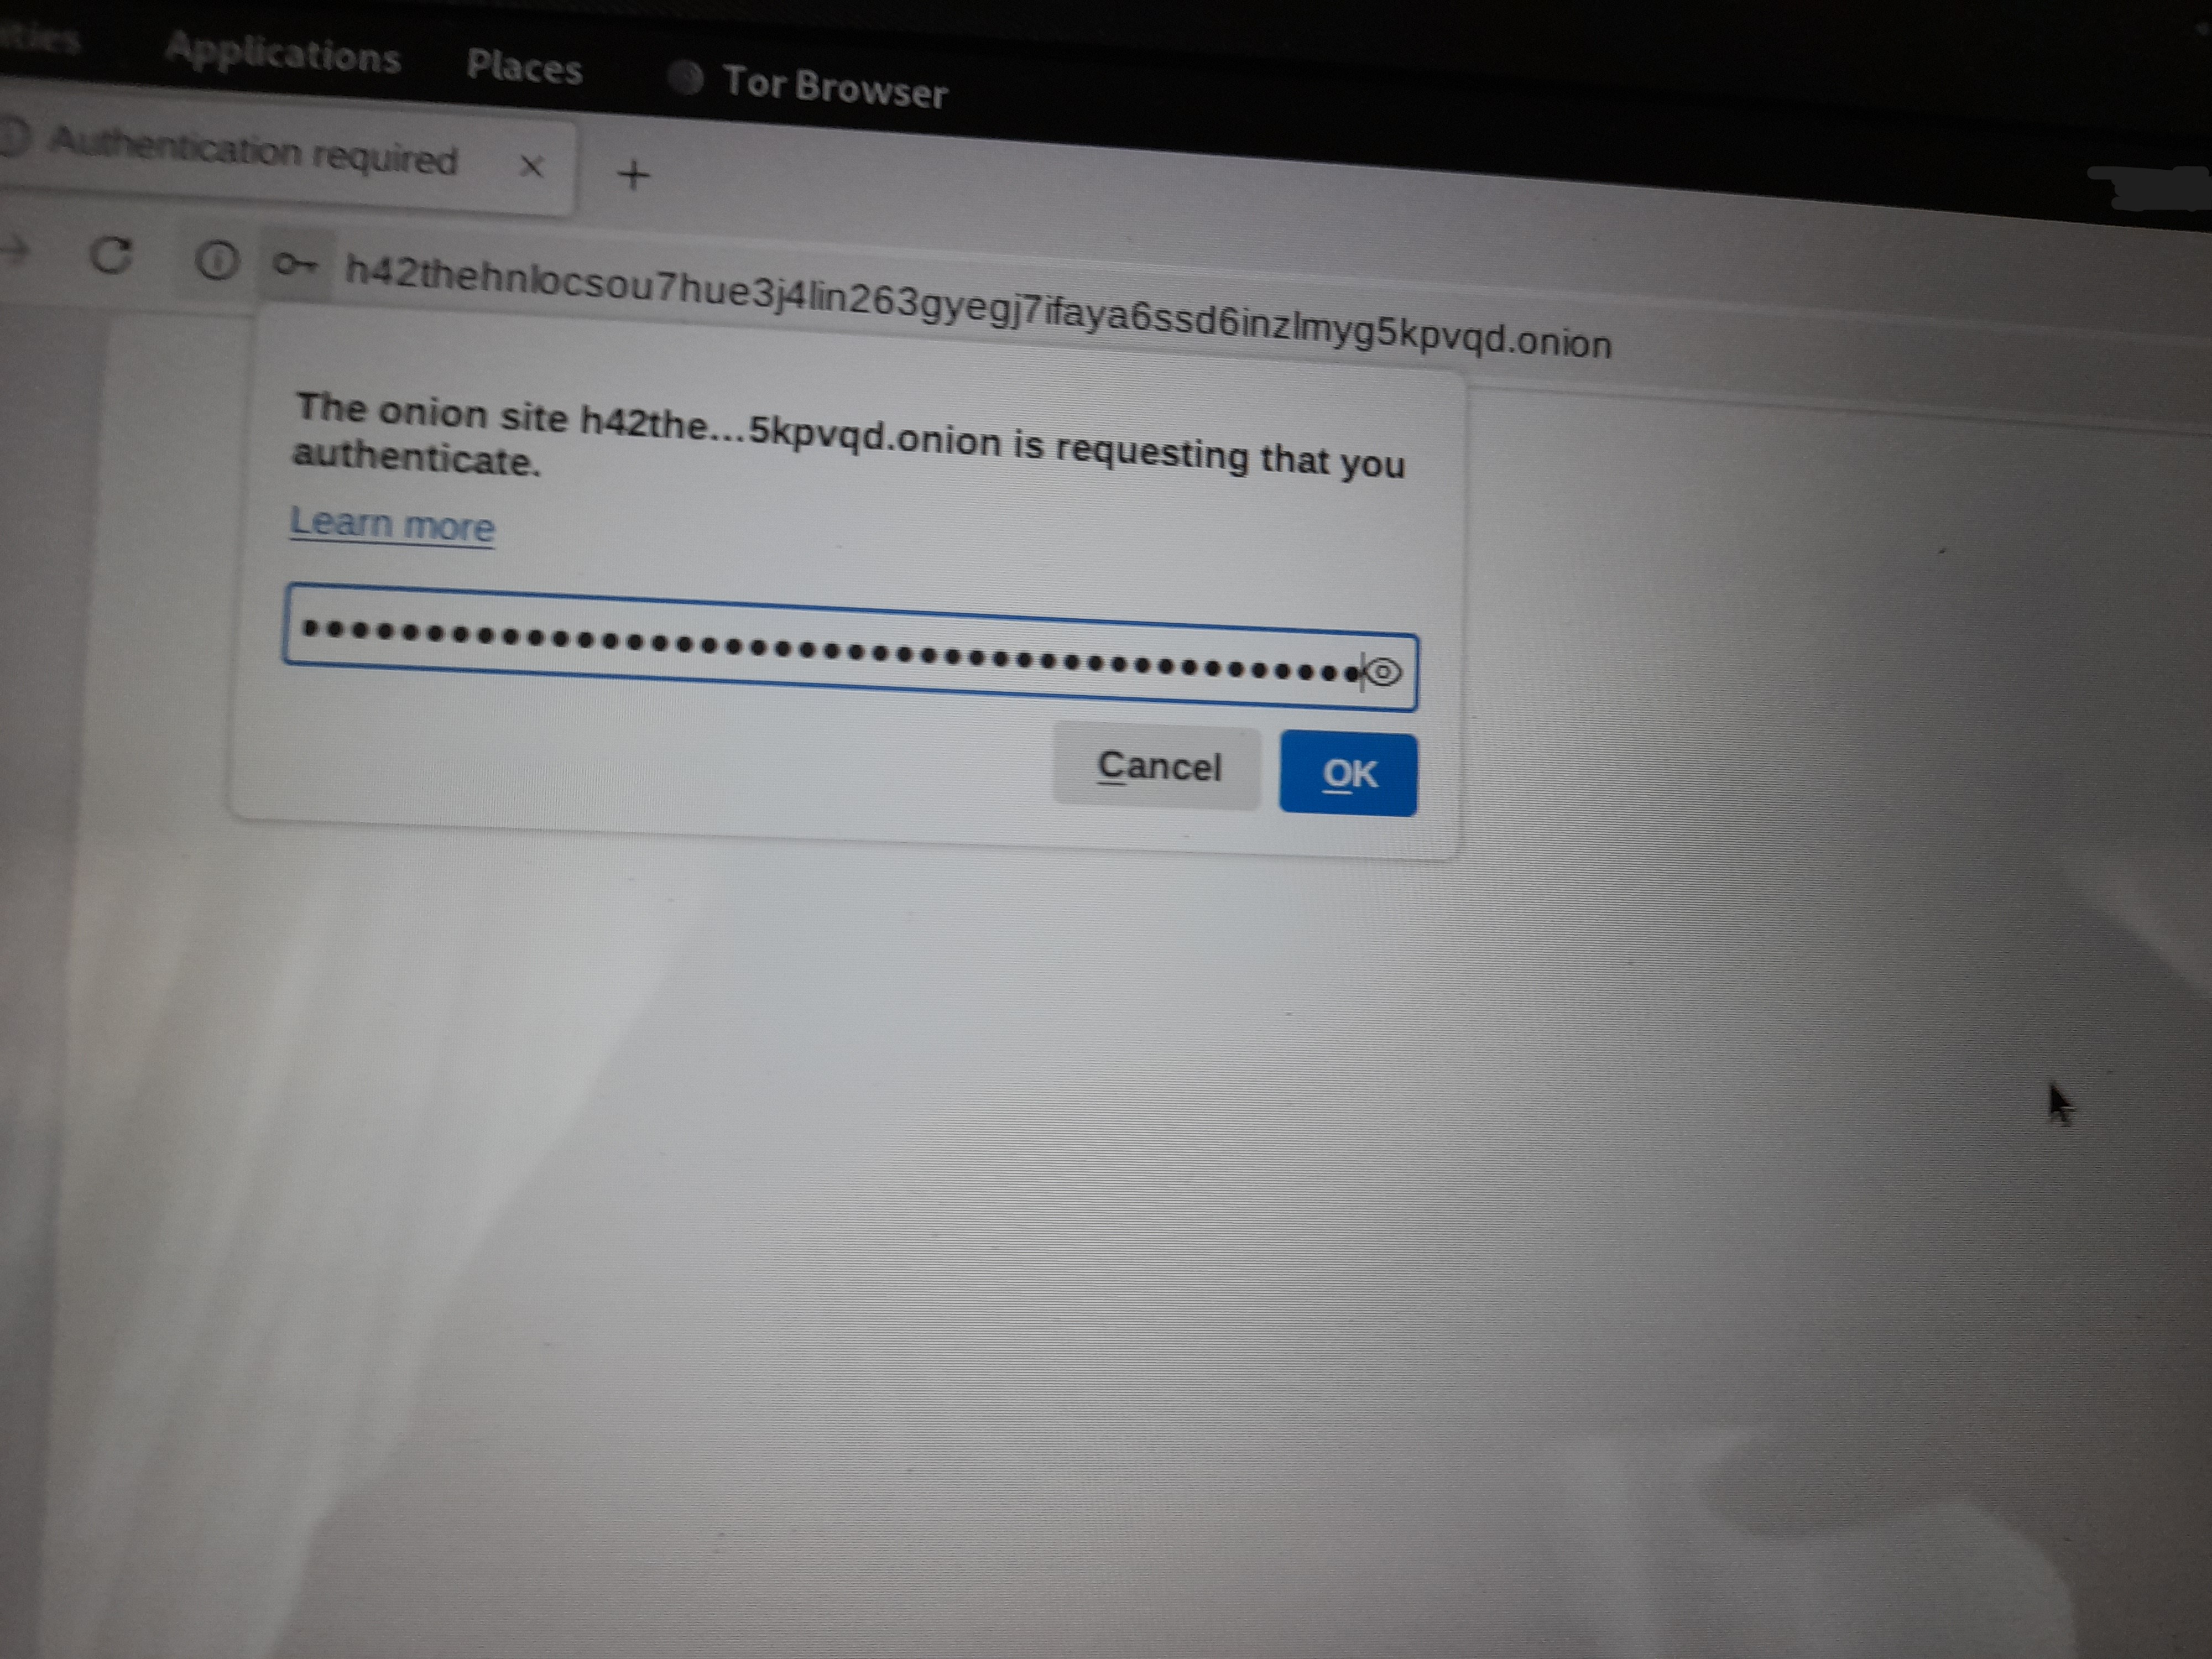 Applications Places Tor Browser
Authentication required
h42thehnlocsou7hue3j4lin263gyegj7ifaya6ssd6inzlmyg5kpvqd.onion
The onion site h42the...5kpvqd.onion is requesting that you
authenticate.
Learn more
Cancel OK